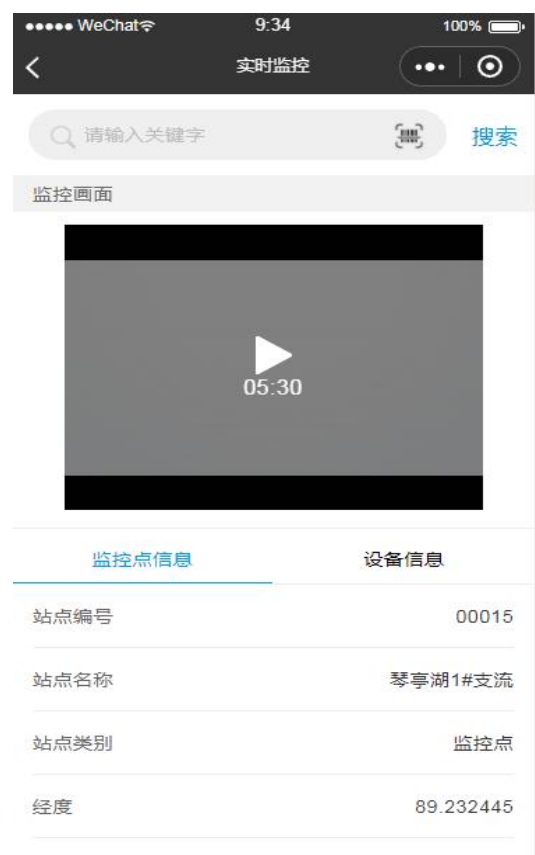 WeChat 9:34 100%
实时监控
请输入关键字 搜索
监控画面
05:30
监控点信息 设备信息
站点编号 00015
站点名称 琴亭湖1#支流
站点类别 监控点
经度 89.232445